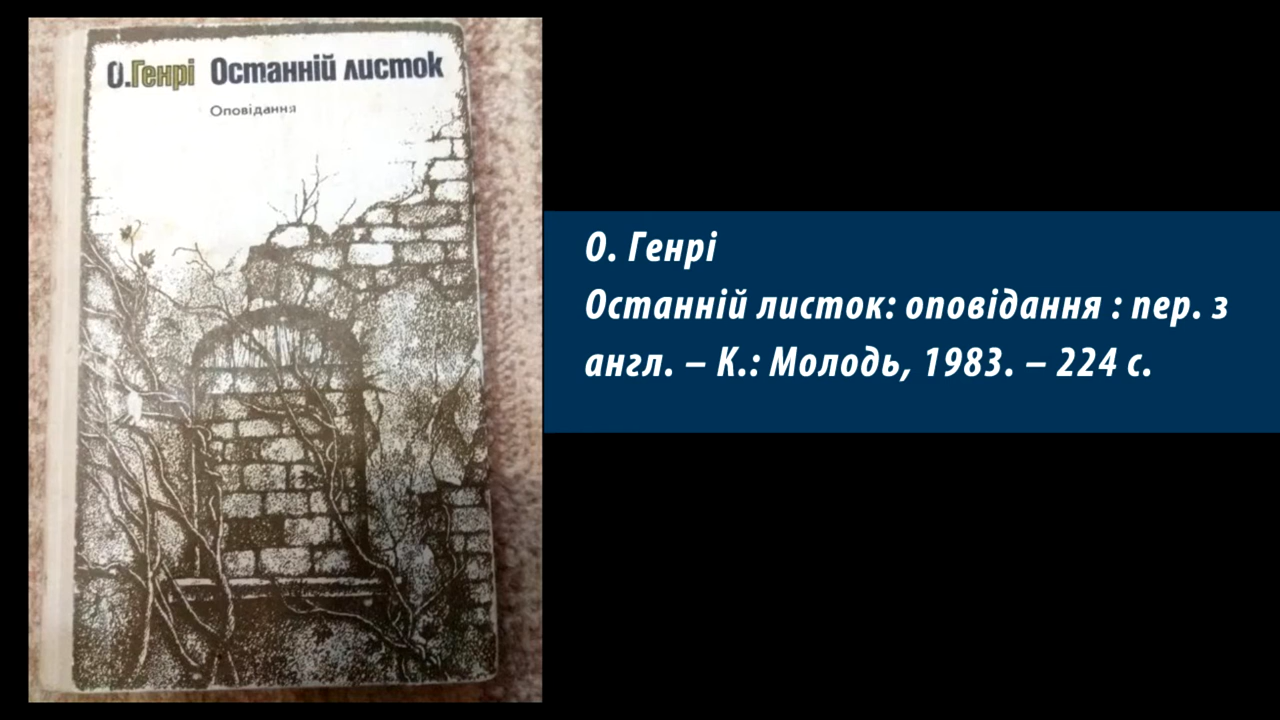 О.Генрі Останній листок
Оповідання
О. Генрі
Останній листок: оповідання : пер. з
англ. – К.: Молодь, 1983. – 224 с.